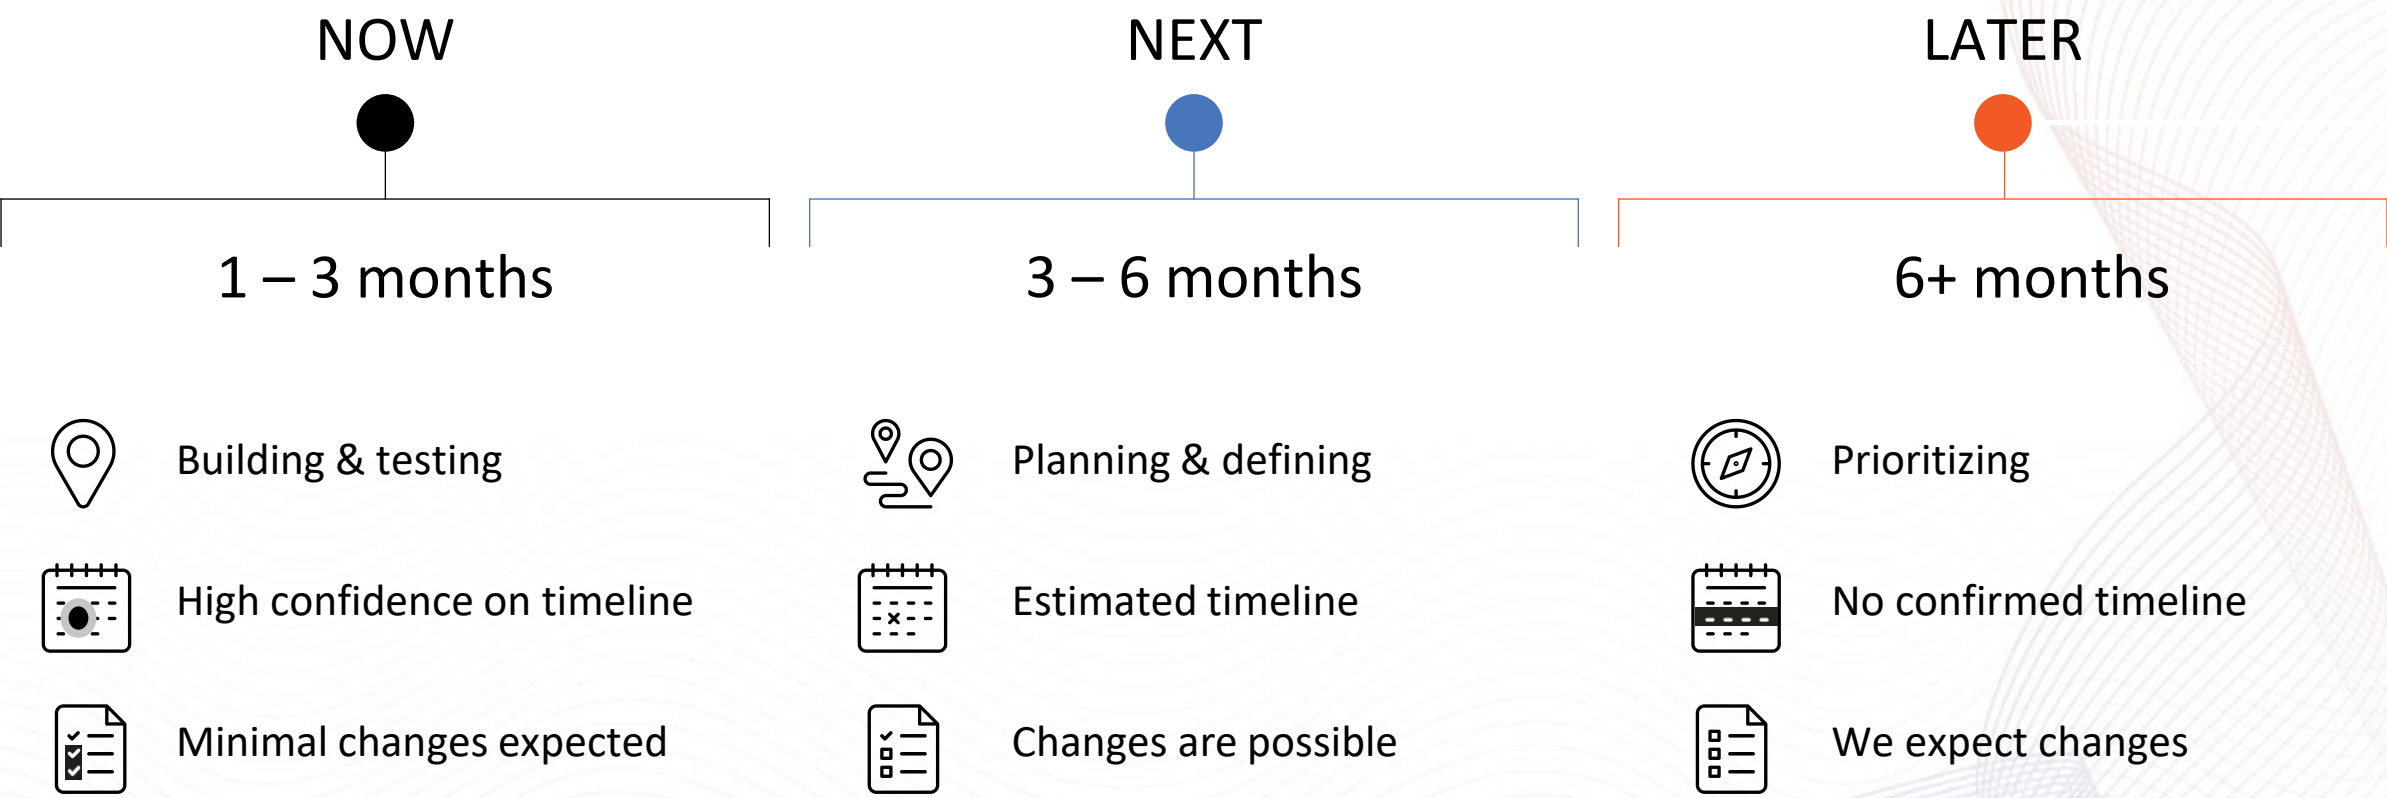 NOW
1 – 3 months
Building & testing
High confidence on timeline
Minimal changes expected
NEXT
3 – 6 months
Planning & defining
Estimated timeline
Changes are possible
LATER
6+ months
Prioritizing
No confirmed timeline
We expect changes